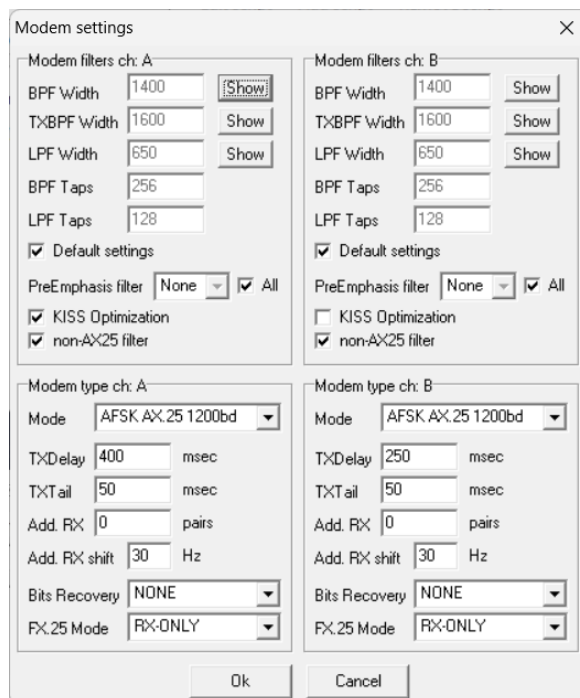 Modem settings
Modem filters ch: A
BPF Width 1400 Show
TXBPF Width 1600 Show
LPF Width 650 Show
BPF Taps 256
LPF Taps 128
Default settings
PreEmphasis filter None All
KISS Optimization
non-AX25 filter
Modem filters ch: B
BPF Width 1400 Show
TXBPF Width 1600 Show
LPF Width 650 Show
BPF Taps 256
LPF Taps 128
Default settings
PreEmphasis filter None All
KISS Optimization
non-AX25 filter
Modem type ch: A
Mode AFSK AX.25 1200bd
TXDelay 400 msec
TXTail 50 msec
Add. RX 0 pairs
Add. RX shift 30 Hz
Bits Recovery NONE
FX.25 Mode RX-ONLY
Modem type ch: B
Mode AFSK AX.25 1200bd
TXDelay 250 msec
TXTail 50 msec
Add. RX 0 pairs
Add. RX shift 30 Hz
Bits Recovery NONE
FX.25 Mode RX-ONLY
Ok Cancel